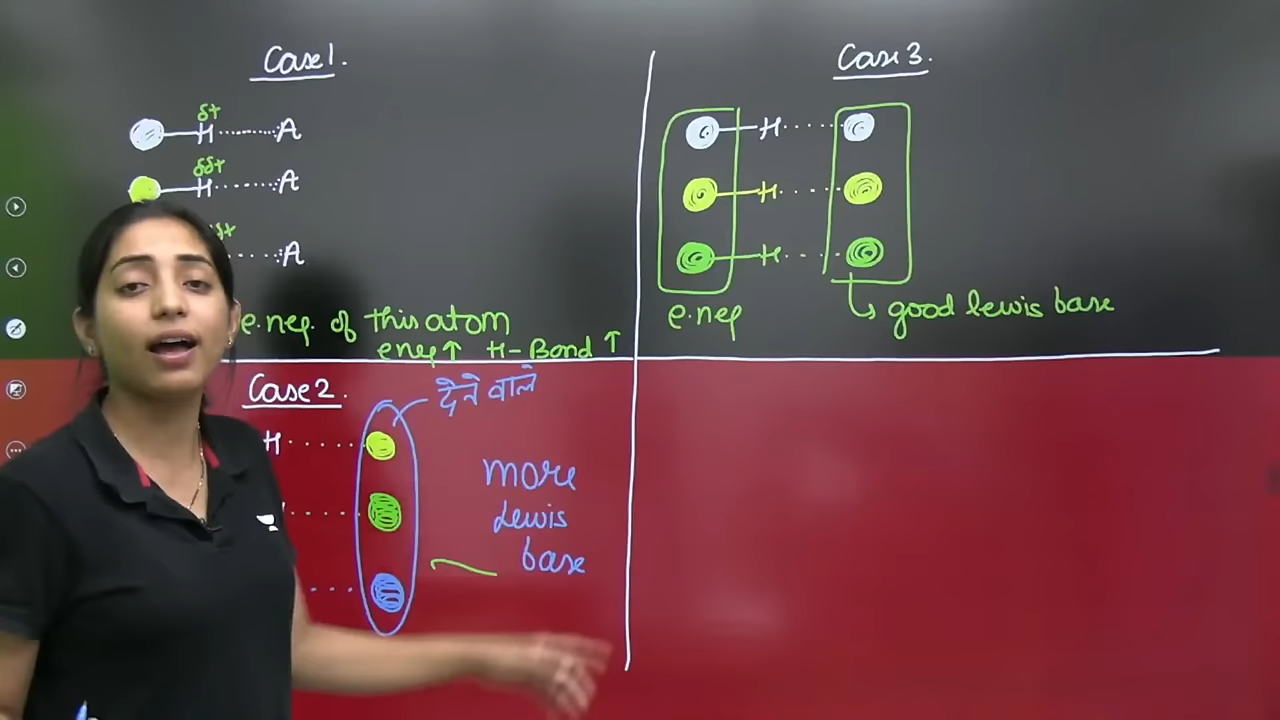 Case 1.
δ+
H........:A
δδ+
H........:A
δ+
....:A
e.neg. of this atom
eneg↑ H-Bond ↑
Case 2.
देने वाले
H
more
Lewis
base
Case 3.
H
H
H
e.neg
↳ good lewis base